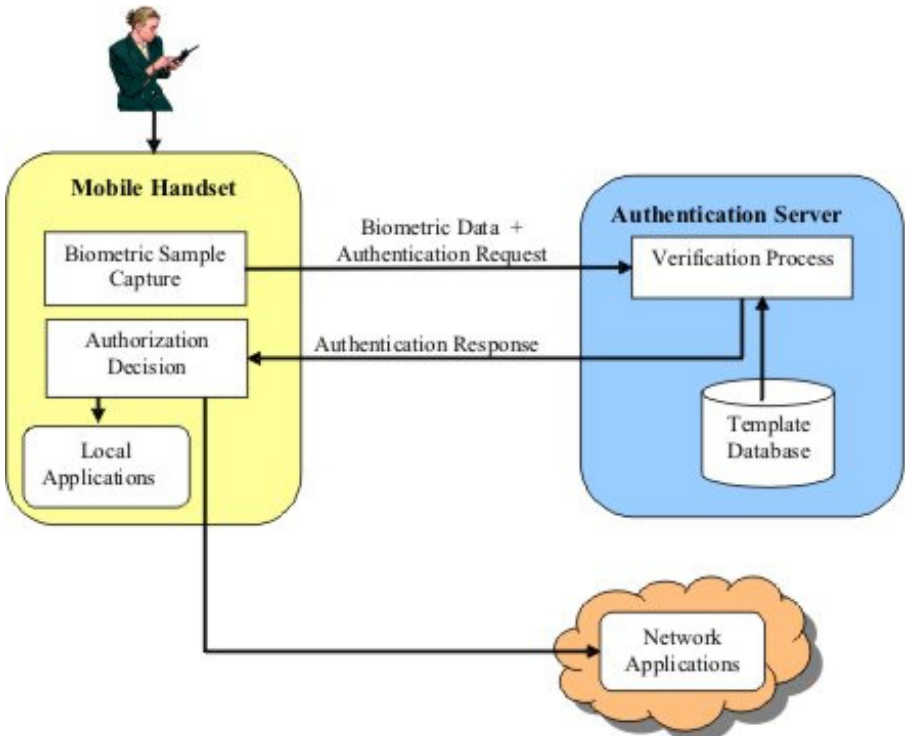 Mobile Handset
Biometric Sample
Capture
Authorization
Decision
Local
Applications
Biometric Data +
Authentication Request
Authentication Response
Authentication Server
Verification Process
Template
Database
Network
Applications